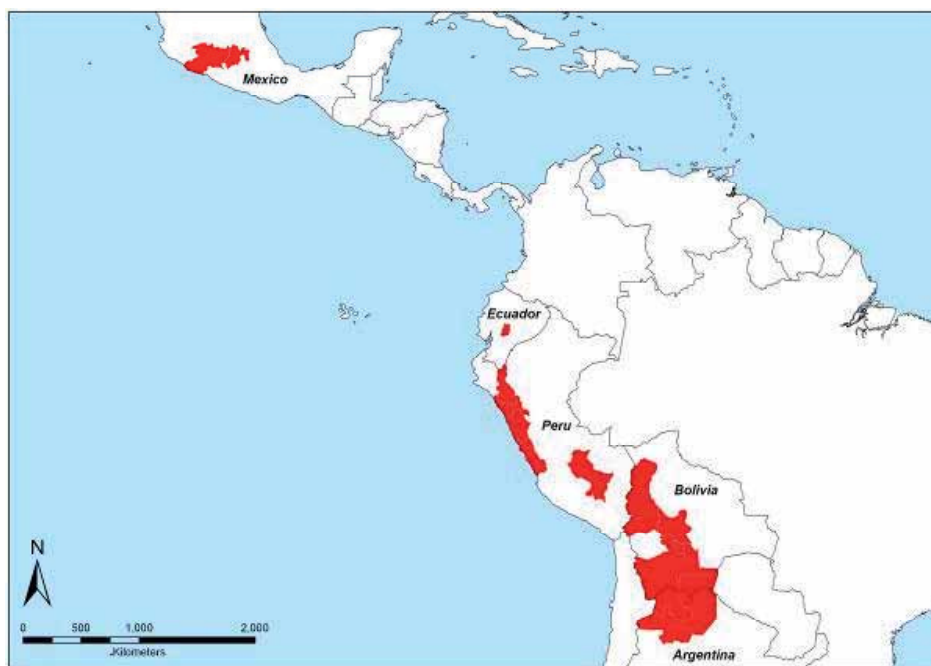 Mexico
Ecuador
Peru
Bolivia
N
0 500 1,000 2,000
Kilometers
Argentina